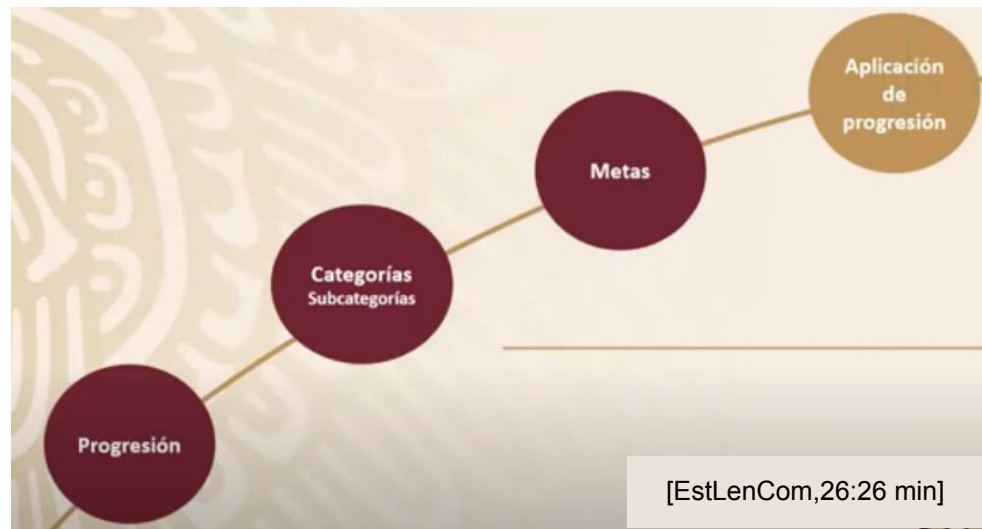 Aplicación
de
progresión
Metas
Categorías
Subcategorías
Progresión
[EstLenCom,26:26 min]